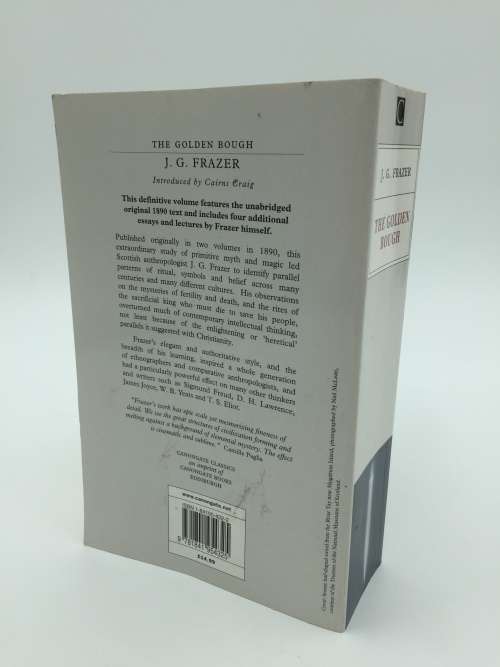 THE GOLDEN BOUGH
J. G. FRAZER
Introduced by Cairns Craig
This definitive volume features the unabridged
original 1890 text and includes four additional
essays and lectures by Frazer himself.
Published originally in two volumes in 1890, this
extraordinary study of primitive myth and magic led
Scottish anthropologist J. G. Frazer to identify parallel
patterns of ritual, symbols and belief across many
centuries and many different cultures. His observations
on the mysteries of fertility and death, and the rites of
the sacrificial king who must die to save his people,
overturned much of contemporary intellectual thinking,
not least because of the enlightening or 'heretical'
parallels it suggested with Christianity.
Frazer's elegant and authoritative style, and the
breadth of his learning, inspired a whole generation
of ethnographers and comparative anthropologists, and
had a particularly powerful effect on many other thinkers
and writers such as Sigmund Freud, D. H. Lawrence,
James Joyce, W. B. Yeats and T. S. Eliot.
"Frazer's work has epic scale yet mesmerising fineness of
detail. We see the great structures of civilization forming and
melting against a background of elemental mystery. The effect
is cinematic and sublime." Camille Paglia
CANONGATE CLASSICS
an imprint of
CANONGATE BOOKS
EDINBURGH
www.canongate.net
£14.99
C
J. G. FRAZER
THE GOLDEN
BOUGH